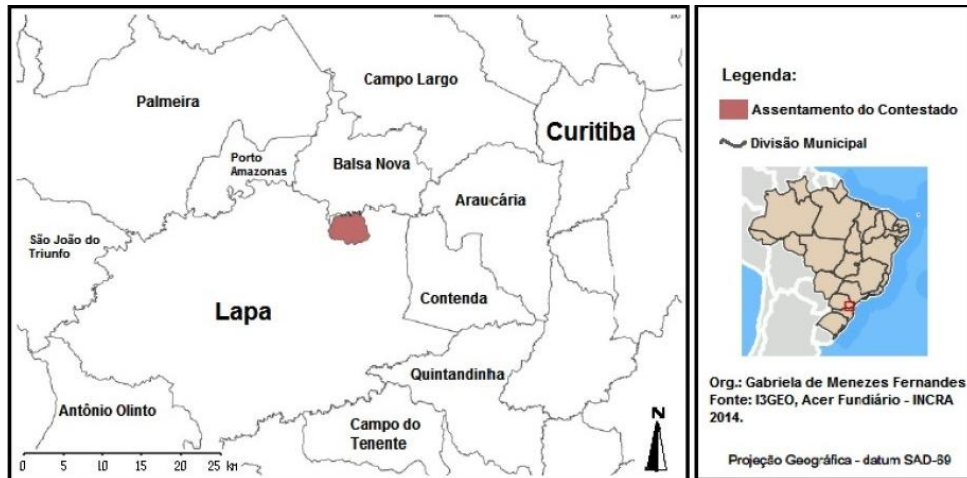 Palmeira
Campo Largo
Curitiba
Porto
Amazonas
Balsa Nova
Araucária
São João do
Triunfo
Lapa
Contenda
Quintandinha
Antônio Olinto
Campo do
Tenente
N
0 5 10 15 20 25 KM
Legenda:
Assentamento do Contestado
Divisão Municipal
Org.: Gabriela de Menezes Fernandes
Fonte: I3GEO, Acer Fundiário - INCRA
2014.
Projeção Geográfica - datum SAD-69